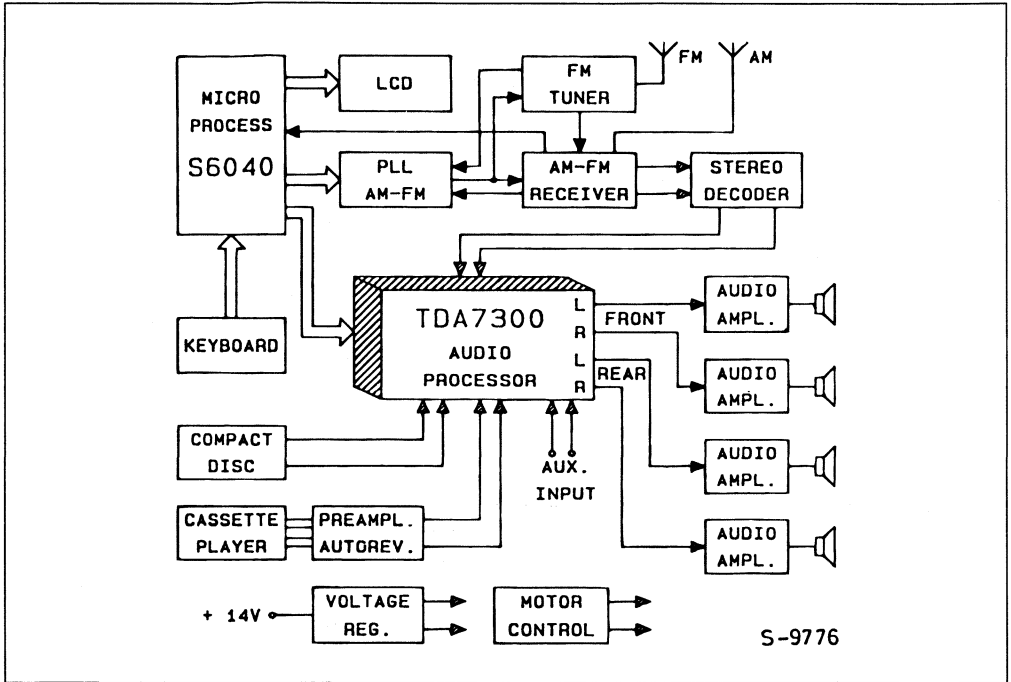 MICRO
PROCESS
S6040
LCD
FM
TUNER
FM
AM
PLL
AM-FM
AM-FM
RECEIVER
STEREO
DECODER
KEYBOARD
TDA7300
AUDIO
PROCESSOR
L
R
L
R
FRONT
REAR
AUDIO
AMPL.
AUDIO
AMPL.
AUDIO
AMPL.
AUDIO
AMPL.
COMPACT
DISC
AUX.
INPUT
CASSETTE
PLAYER
PREAMPL.
AUTOREV.
+ 14V
VOLTAGE
REG.
MOTOR
CONTROL
S-9776